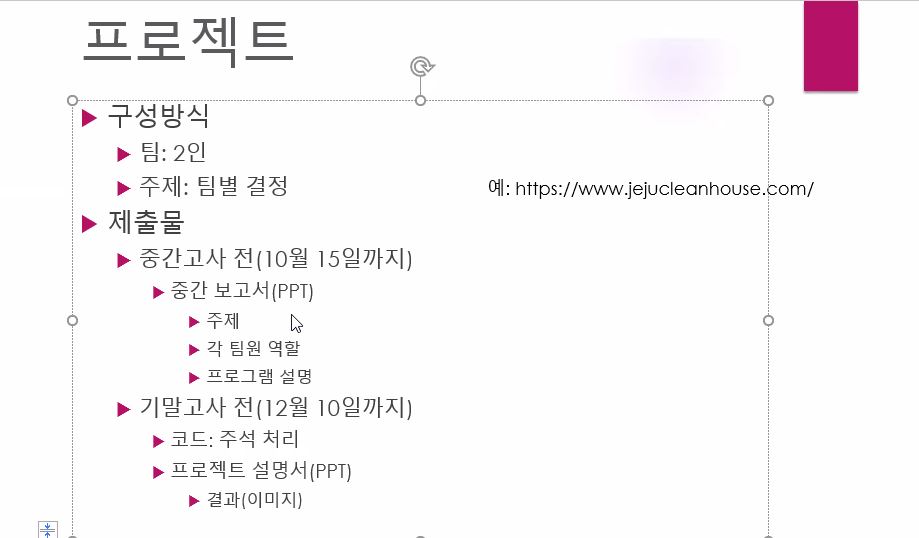 프로젝트
구성방식
팀: 2인
주제: 팀별 결정
예: https://www.jejucleanhouse.com/
제출물
중간고사 전(10월 15일까지)
중간 보고서(PPT)
주제
각 팀원 역할
프로그램 설명
기말고사 전(12월 10일까지)
코드: 주석 처리
프로젝트 설명서(PPT)
결과(이미지)